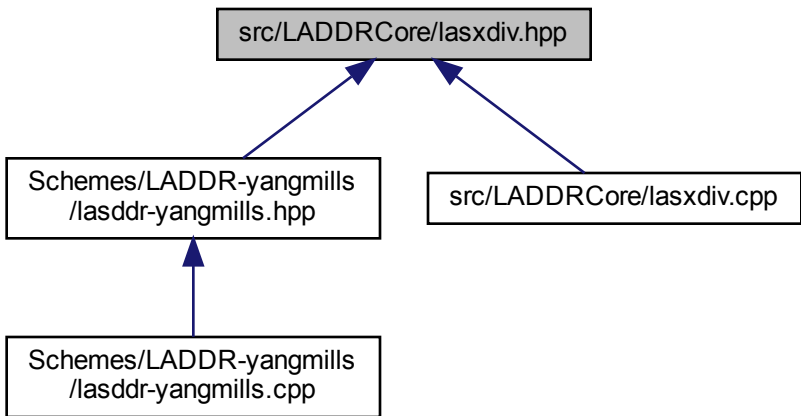 src/LADDRCore/lasxdiv.hpp
Schemes/LADDR-yangmills
/lasddr-yangmills.hpp
src/LADDRCore/lasxdiv.cpp
Schemes/LADDR-yangmills
/lasddr-yangmills.cpp